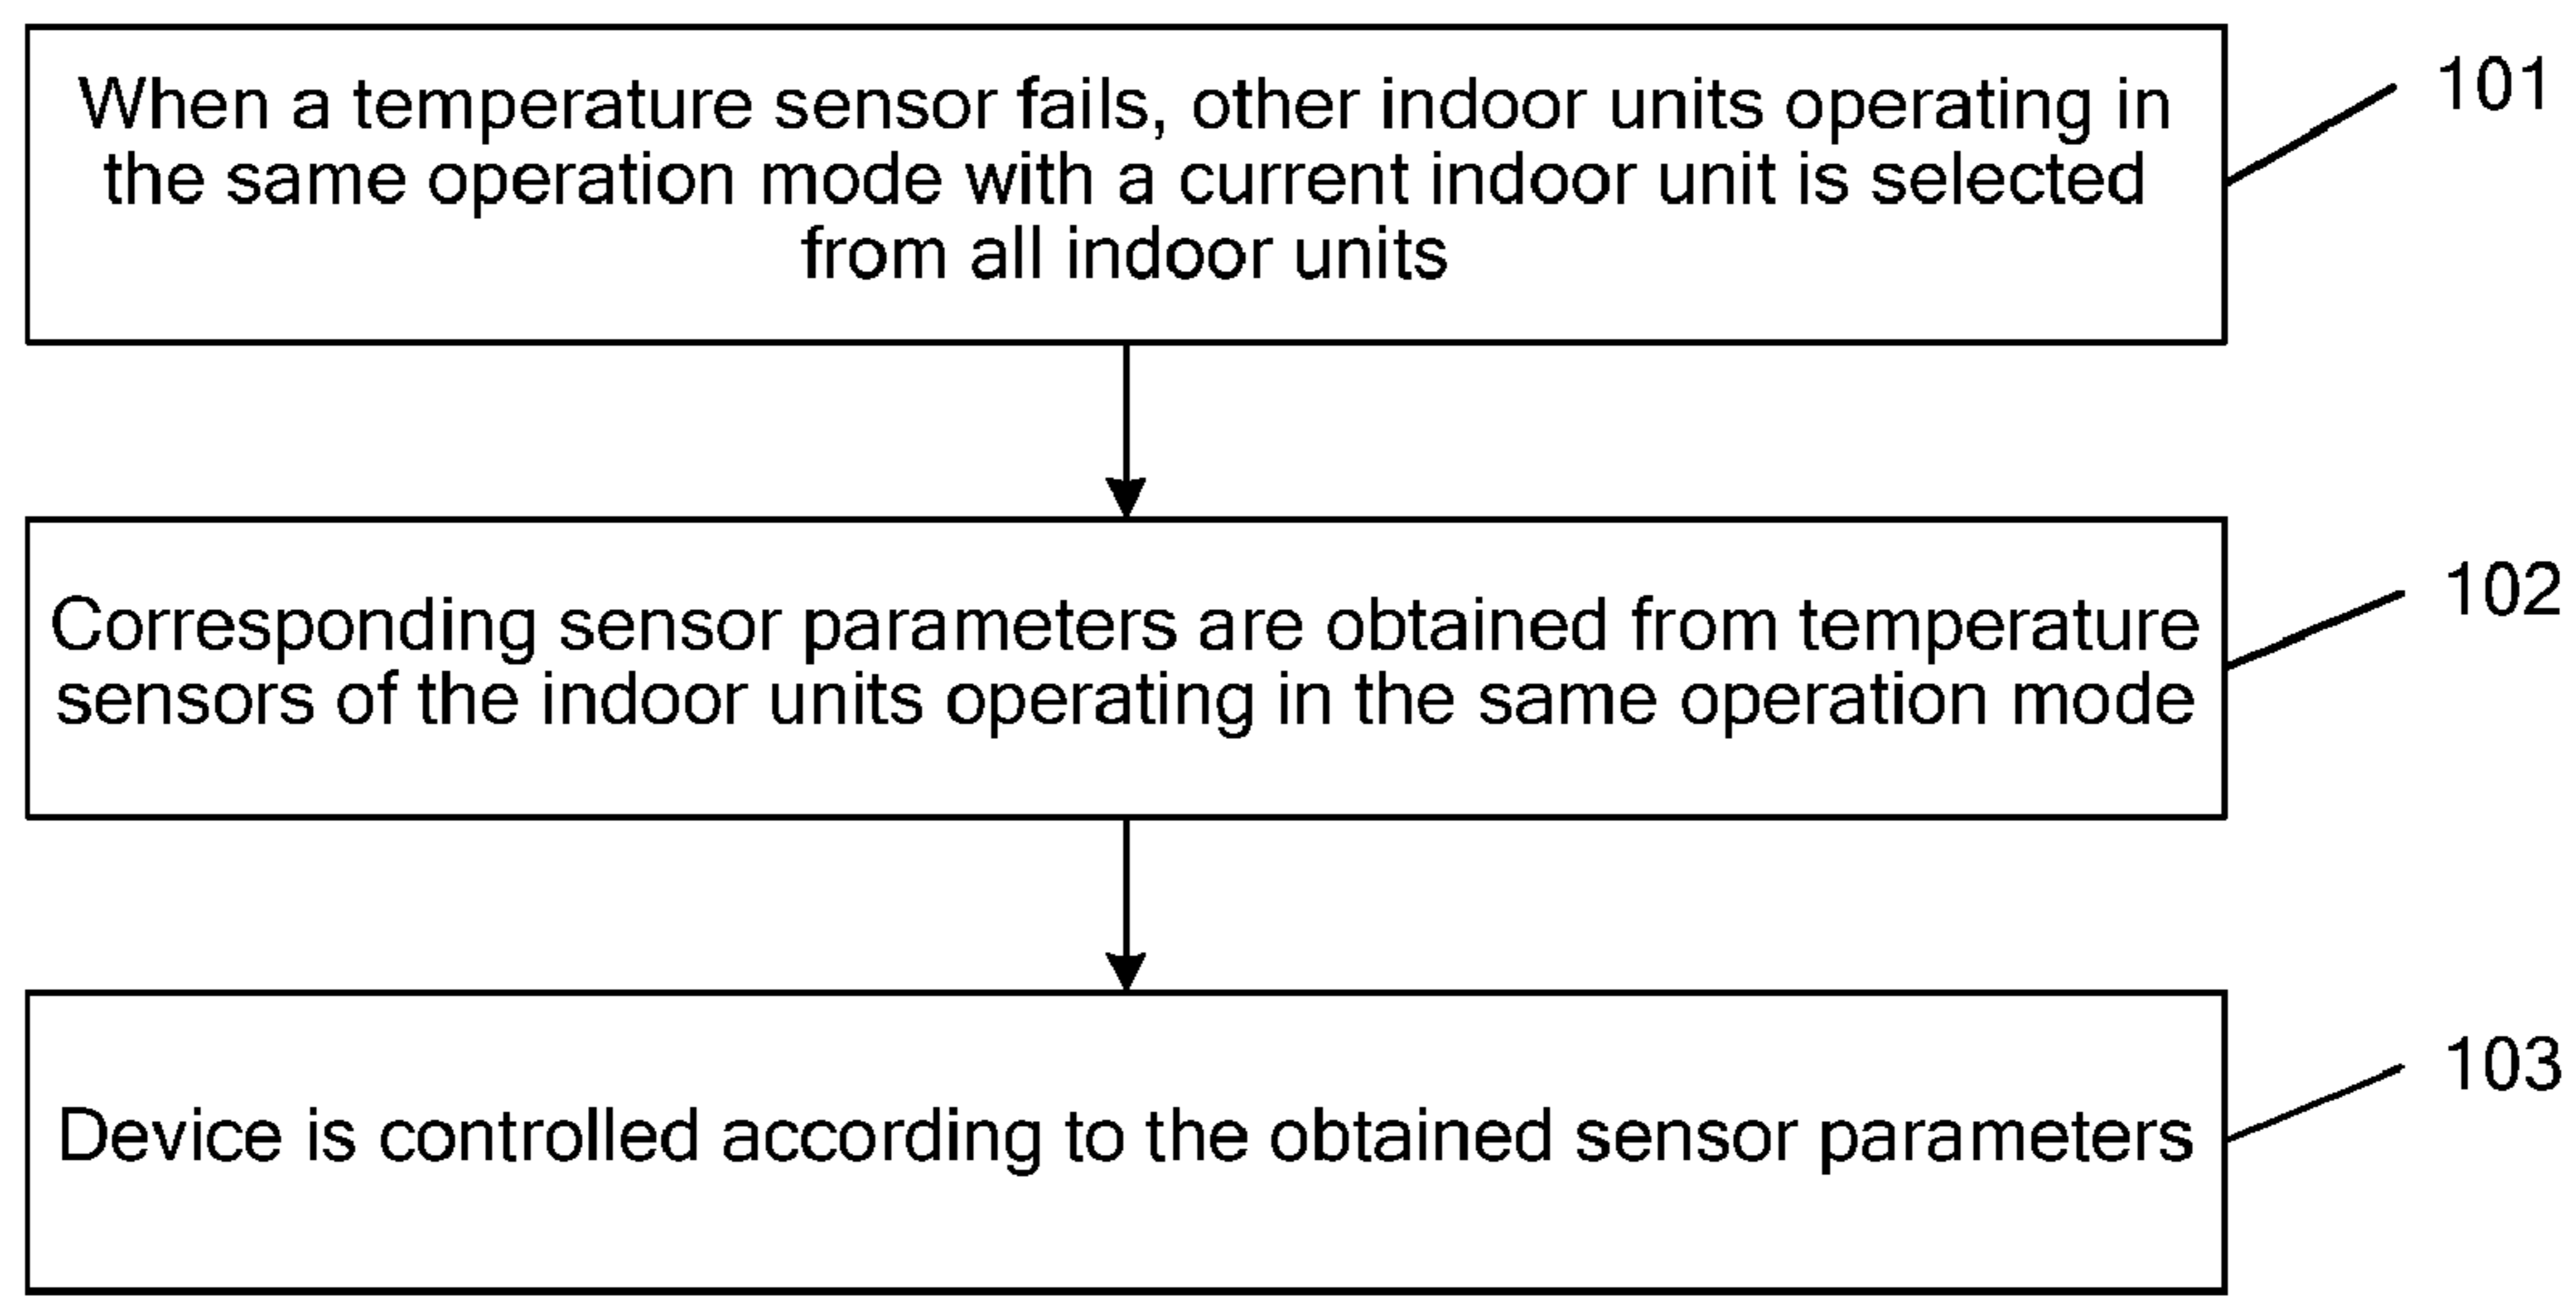 When a temperature sensor fails, other indoor units operating in
the same operation mode with a current indoor unit is selected
from all indoor units
101
Corresponding sensor parameters are obtained from temperature
sensors of the indoor units operating in the same operation mode
102
Device is controlled according to the obtained sensor parameters
103